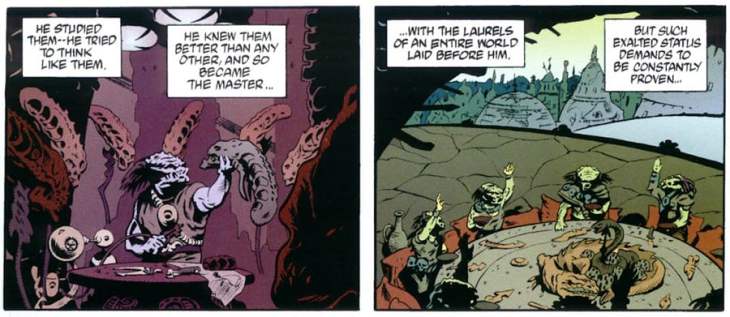 HE STUDIED
THEM--HE TRIED
TO THINK
LIKE THEM.
HE KNEW THEM
BETTER THAN ANY
OTHER, AND SO
BECAME
THE MASTER...
...WITH THE LAURELS
OF AN ENTIRE WORLD
LAID BEFORE HIM.
BUT SUCH
EXALTED STATUS
DEMANDS TO
BE CONSTANTLY
PROVEN...